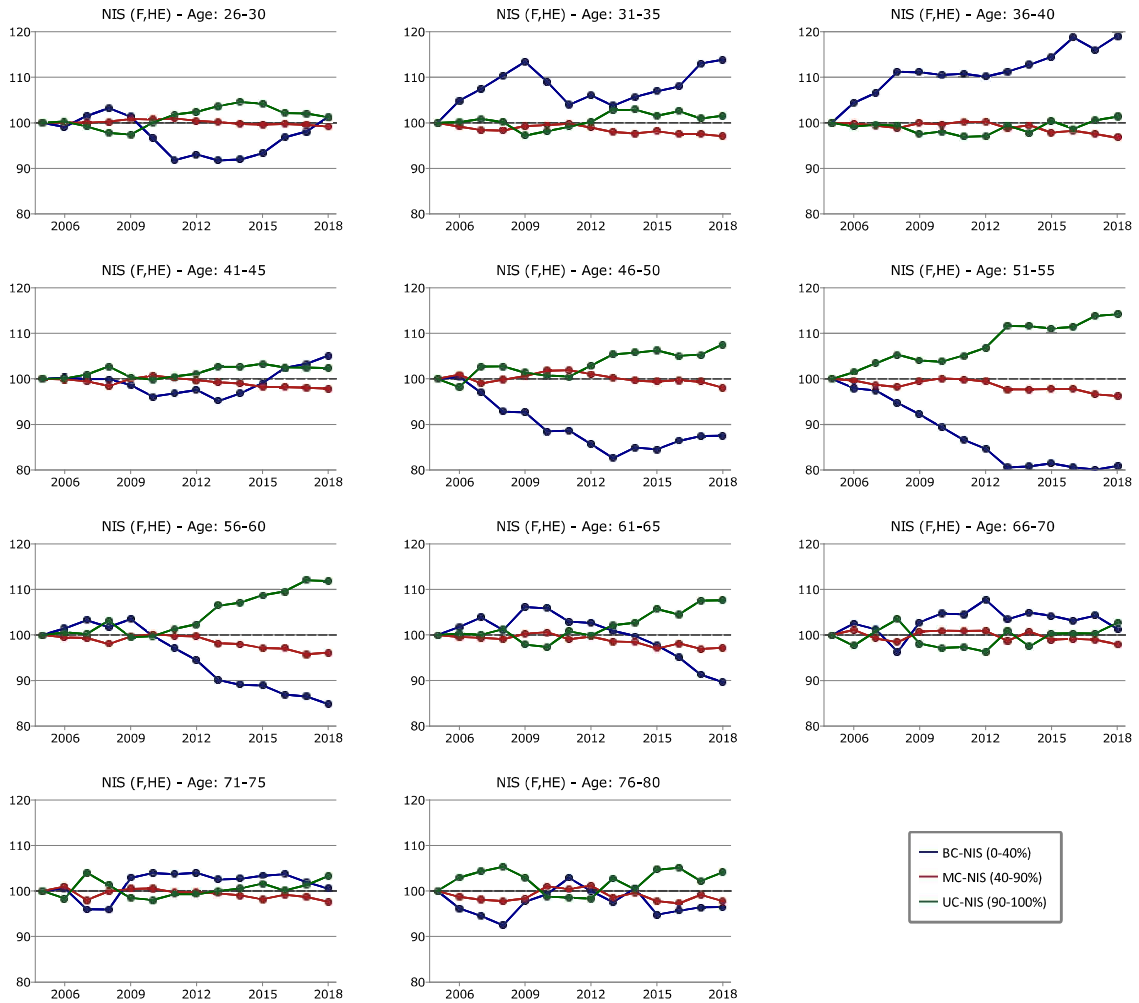 NIS (F,HE) - Age: 26-30
120
110
100
90
80
2006 2009 2012 2015 2018
NIS (F,HE) - Age: 31-35
120
110
100
90
80
2006 2009 2012 2015 2018
NIS (F,HE) - Age: 36-40
120
110
100
90
80
2006 2009 2012 2015 2018
NIS (F,HE) - Age: 41-45
120
110
100
90
80
2006 2009 2012 2015 2018
NIS (F,HE) - Age: 46-50
120
110
100
90
80
2006 2009 2012 2015 2018
NIS (F,HE) - Age: 51-55
120
110
100
90
80
2006 2009 2012 2015 2018
NIS (F,HE) - Age: 56-60
120
110
100
90
80
2006 2009 2012 2015 2018
NIS (F,HE) - Age: 61-65
120
110
100
90
80
2006 2009 2012 2015 2018
NIS (F,HE) - Age: 66-70
120
110
100
90
80
2006 2009 2012 2015 2018
NIS (F,HE) - Age: 71-75
120
110
100
90
80
2006 2009 2012 2015 2018
NIS (F,HE) - Age: 76-80
120
110
100
90
80
2006 2009 2012 2015 2018
BC-NIS (0-40%)
MC-NIS (40-90%)
UC-NIS (90-100%)